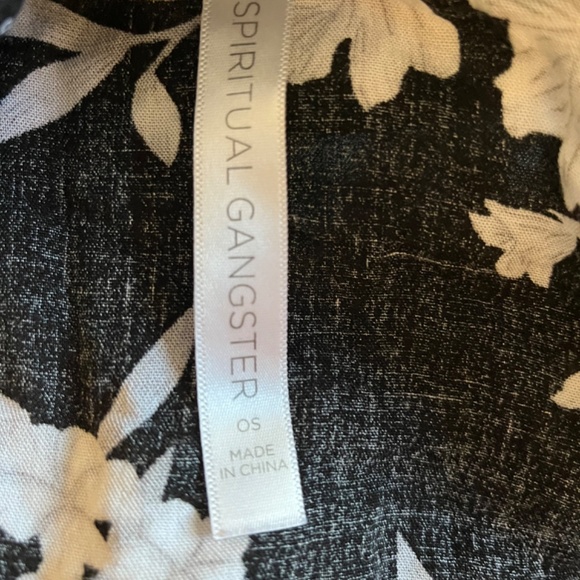 SPIRITUAL GANGSTER
OS
MADE
IN CHINA